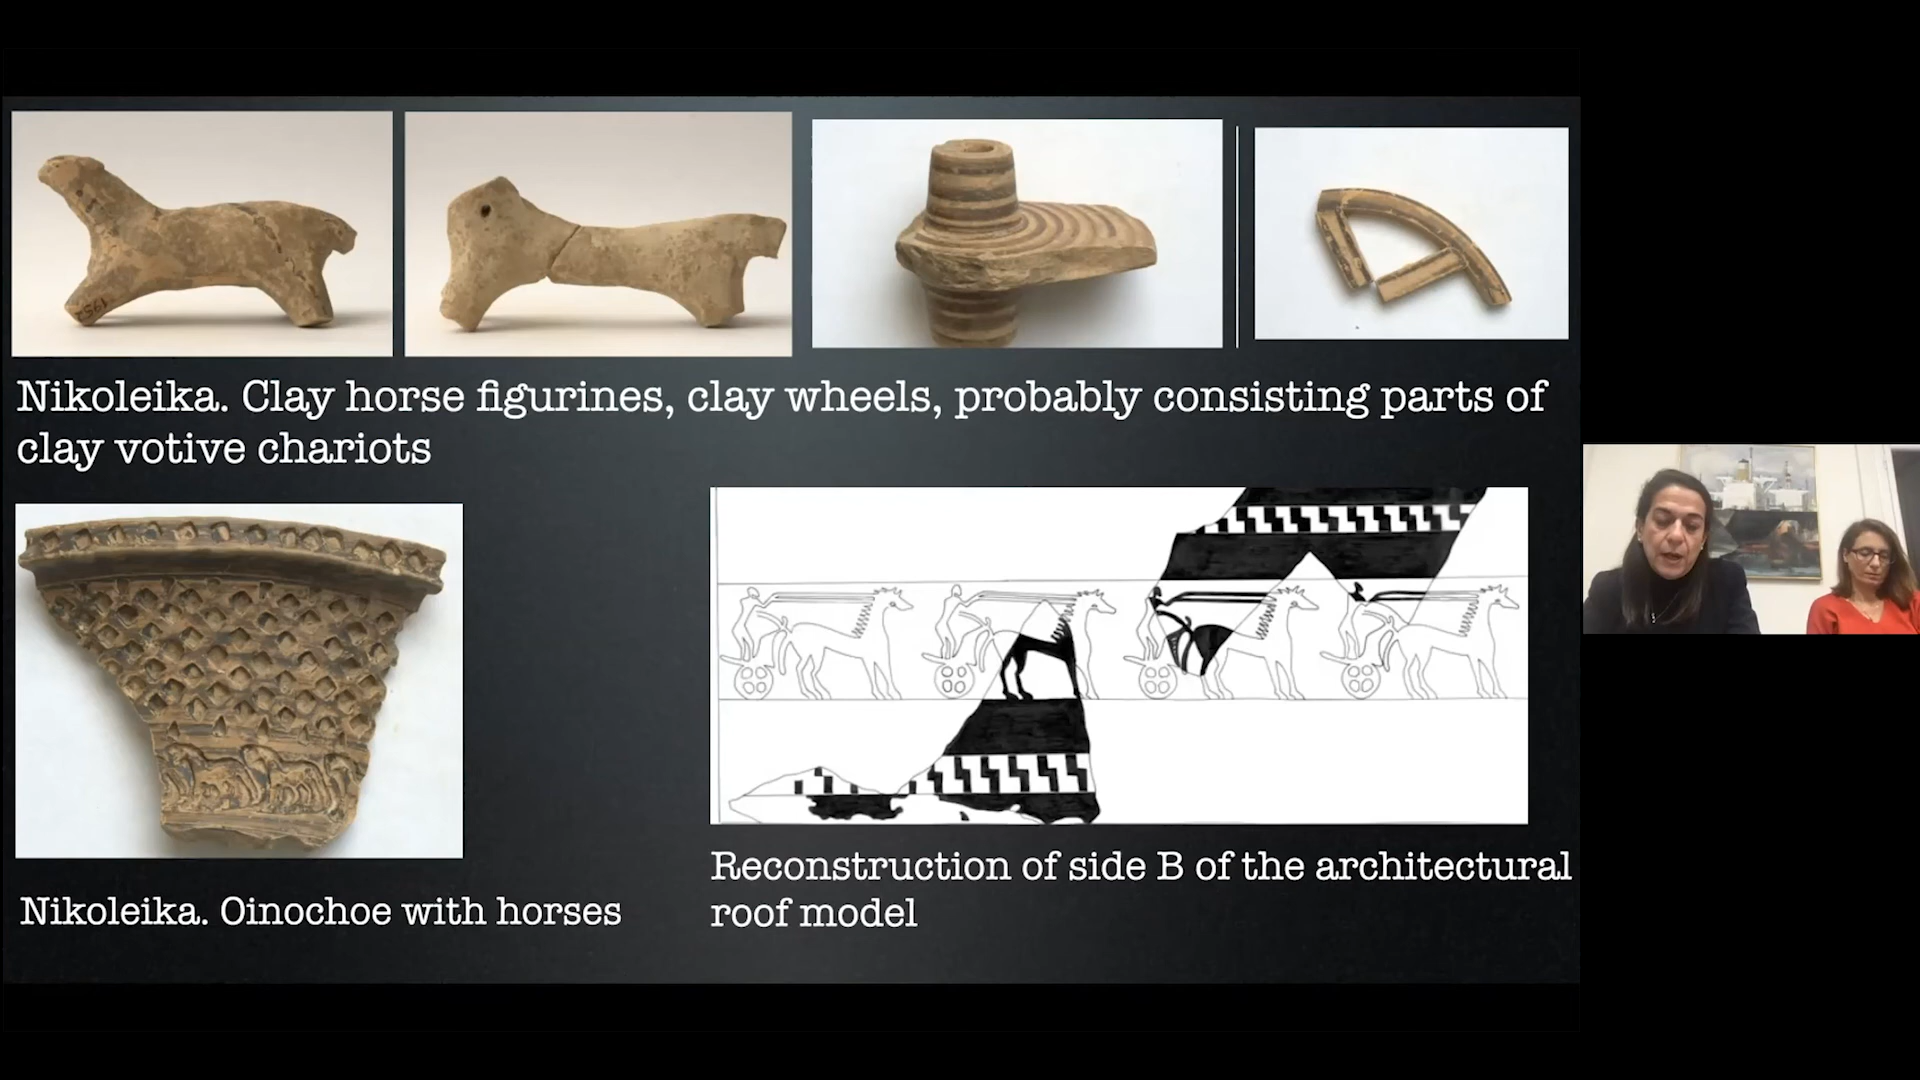 Nikoleika. Clay horse figurines, clay wheels, probably consisting parts of
clay votive chariots
Nikoleika. Oinochoe with horses
Reconstruction of side B of the architectural
roof model